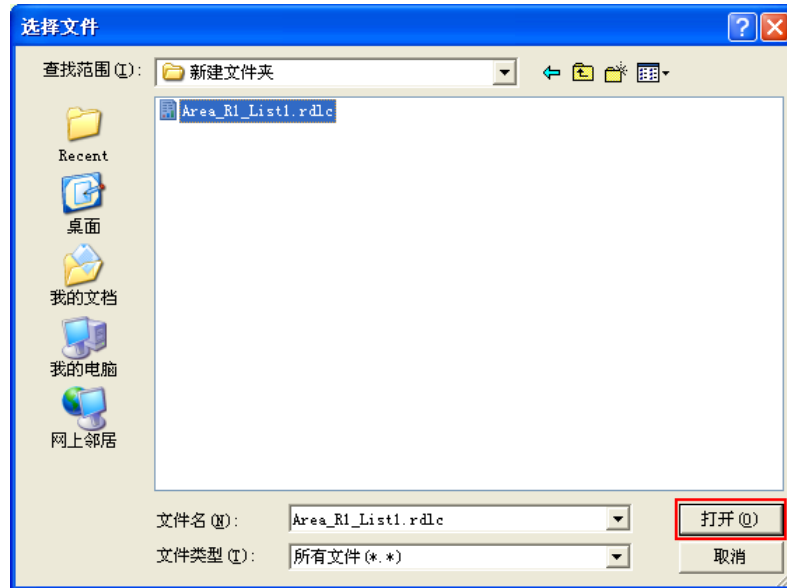 选择文件
查找范围(I):
新建文件夹
Area_R1_List1.rdlc
Recent
桌面
我的文档
我的电脑
网上邻居
文件名(N):
Area_R1_List1.rdlc
打开(O)
文件类型(T):
所有文件(*.*)
取消